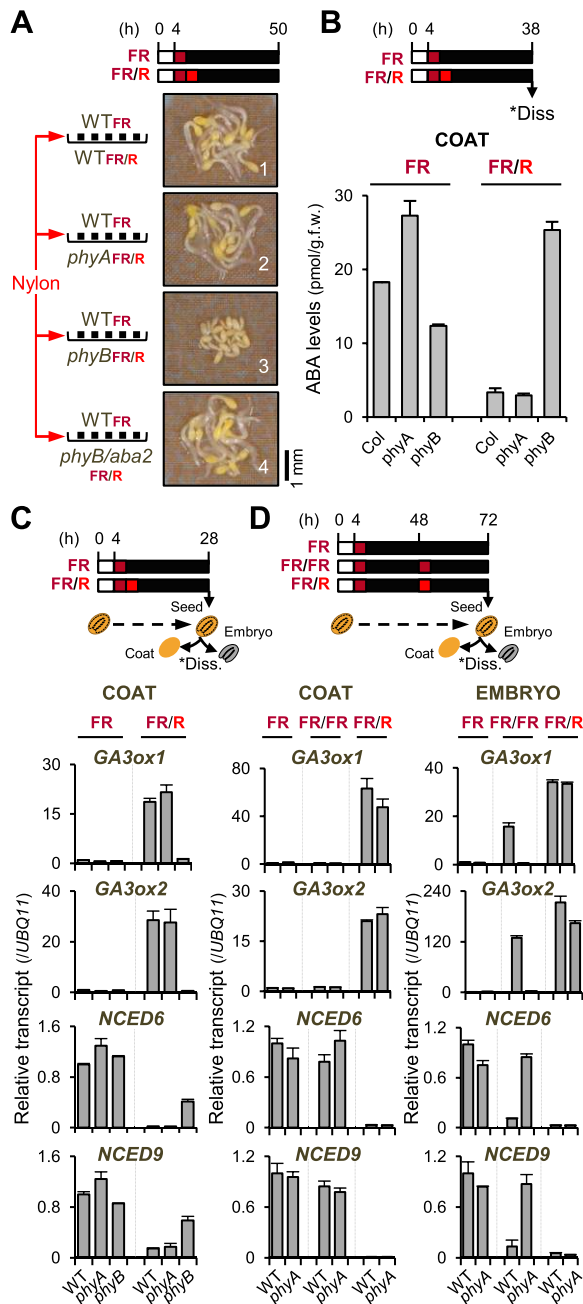 A
(h) 0 4 50
FR
FR/R
WTFR
WTFR/R
1
WTFR
phyAFR/R
2
Nylon
WTFR
phyBFR/R
3
WTFR
phyB/aba2
FR/R
4
1 mm
B
(h) 0 4 38
FR
FR/R
*Diss
COAT
FR FR/R
ABA levels (pmol/g.f.w.)
30
20
10
0
Col phyA phyB Col phyA phyB
C
(h) 0 4 28
FR
FR/R
Seed
Embryo
Coat
*Diss.
D
(h) 0 4 48 72
FR
FR/FR
FR/R
Seed
Embryo
Coat
*Diss.
COAT
FR FR/R
Relative transcript (/UBQ11)
GA3ox1
30
15
0
GA3ox2
40
20
0
NCED6
1.6
0.8
0
NCED9
1.6
0.8
0
WT phyA phyB WT phyA phyB
COAT
FR FR/FR FR/R
Relative transcript (/UBQ11)
GA3ox1
80
40
0
GA3ox2
30
15
0
NCED6
1.2
0.6
0
NCED9
1.2
0.6
0
WT phyA WT phyA WT phyA
EMBRYO
FR FR/FR FR/R
Relative transcript (/UBQ11)
GA3ox1
40
20
0
GA3ox2
240
120
0
NCED6
1.2
0.6
0
NCED9
1.2
0.6
0
WT phyA WT phyA WT phyA